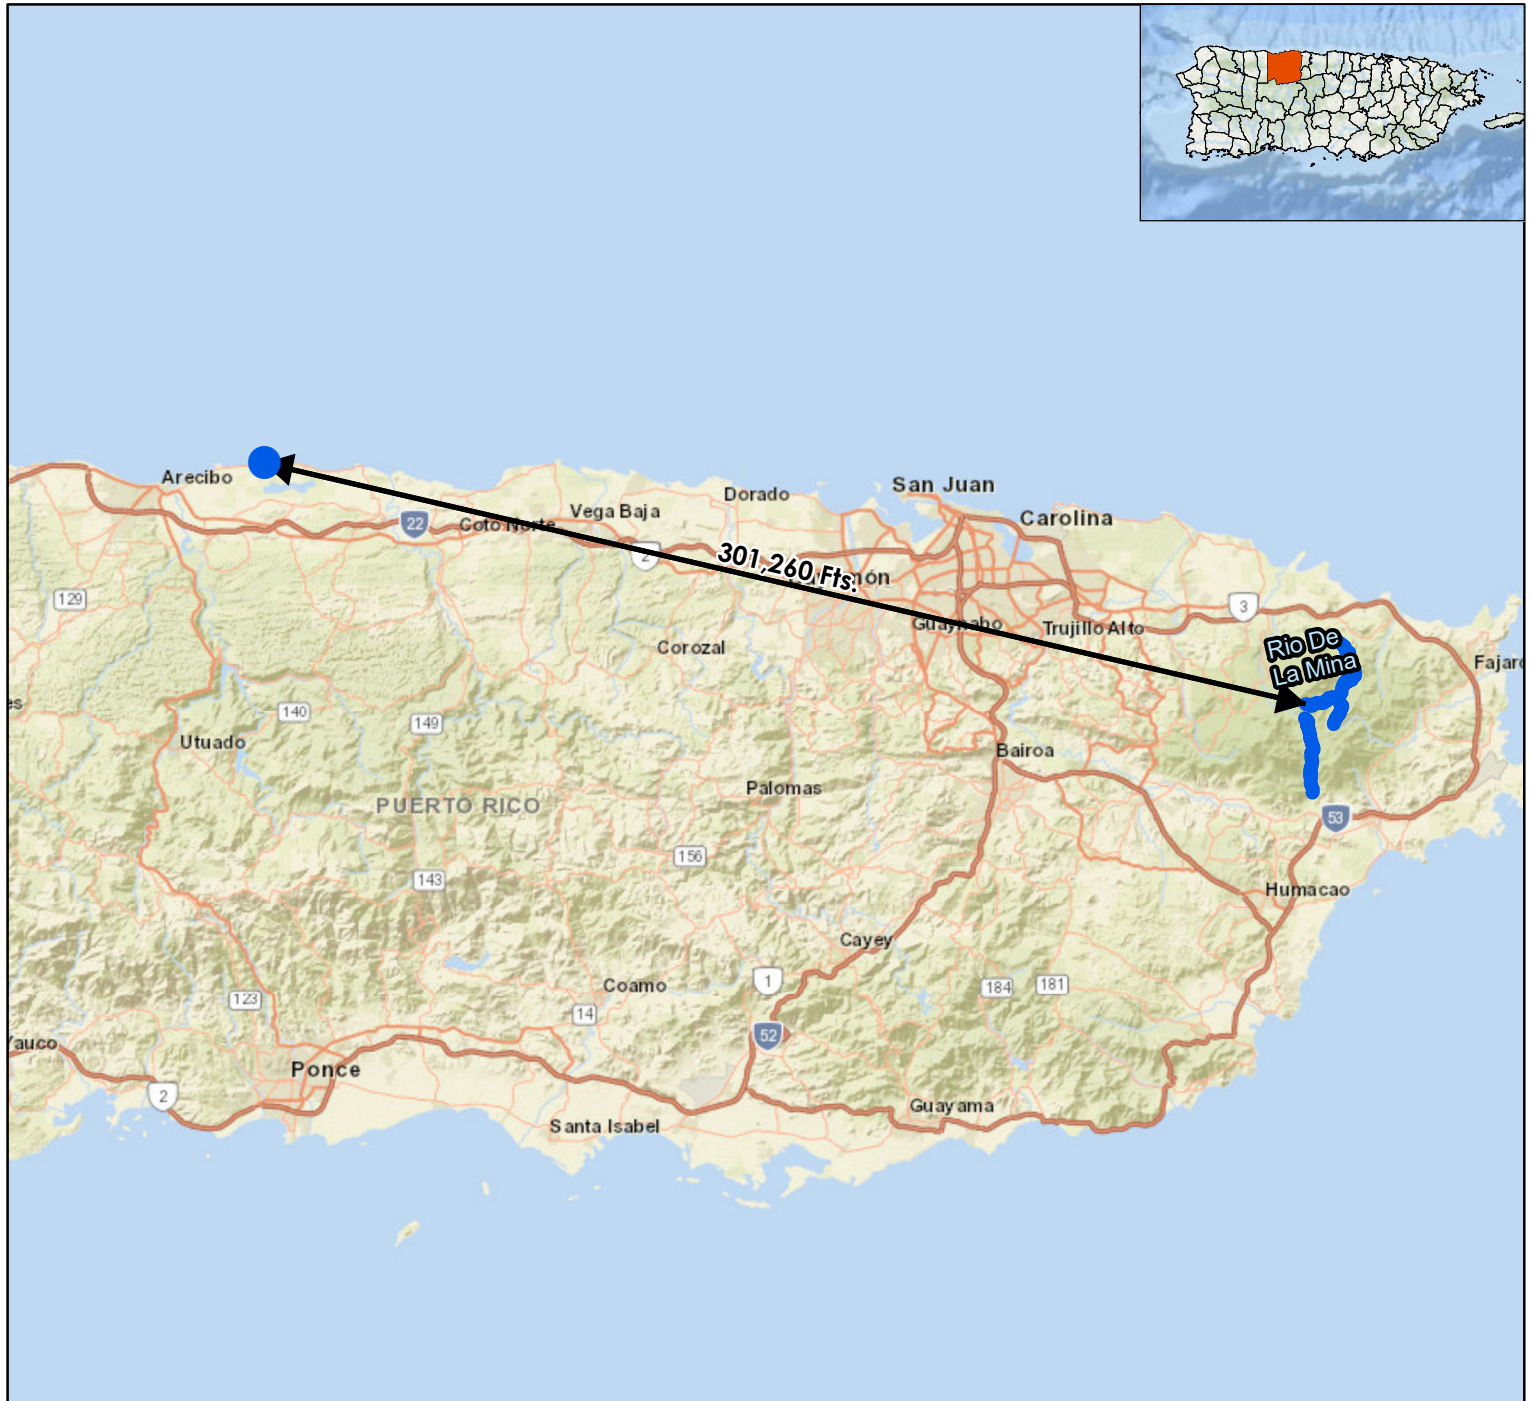 Arecibo
San Juan
Dorado
Vega Baja
Carolina
22
Coto Norte
2
301,260 Fts.
129
3
Guaynabo
Trujillo Alto
Rio De
La Mina
Corozal
140
149
Utuado
Bairoa
Palomas
PUERTO RICO
53
156
143
Humacao
Cayey
1
Coamo
184
181
123
14
52
Ponce
2
Guayama
Santa Isabel